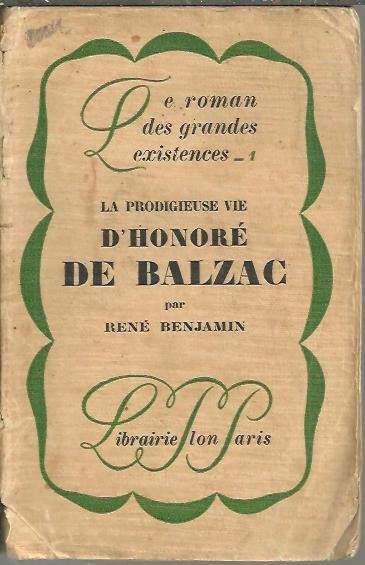 Le roman
des grandes
existences _ 1
LA PRODIGIEUSE VIE
D'HONORÉ
DE BALZAC
par
RENÉ BENJAMIN
Librairie Plon Paris